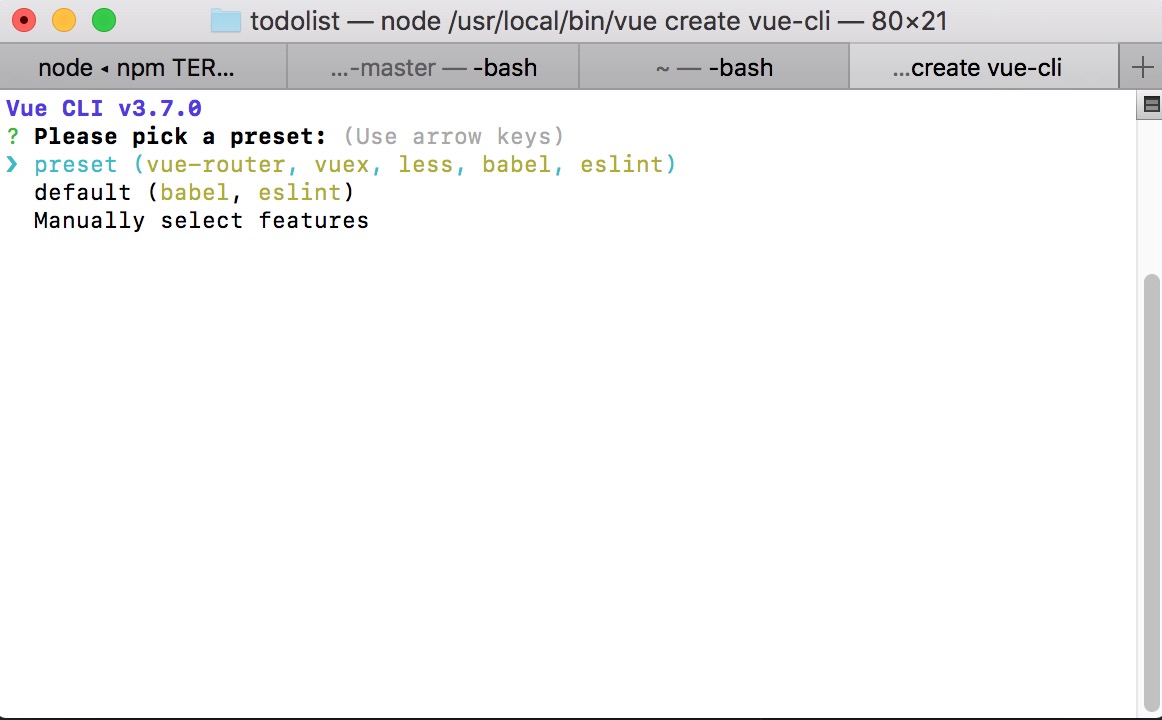 todolist — node /usr/local/bin/vue create vue-cli — 80×21
node ◂ npm TER... ...-master — -bash ~ — -bash ...create vue-cli
Vue CLI v3.7.0
? Please pick a preset: (Use arrow keys)
❯ preset (vue-router, vuex, less, babel, eslint)
default (babel, eslint)
Manually select features